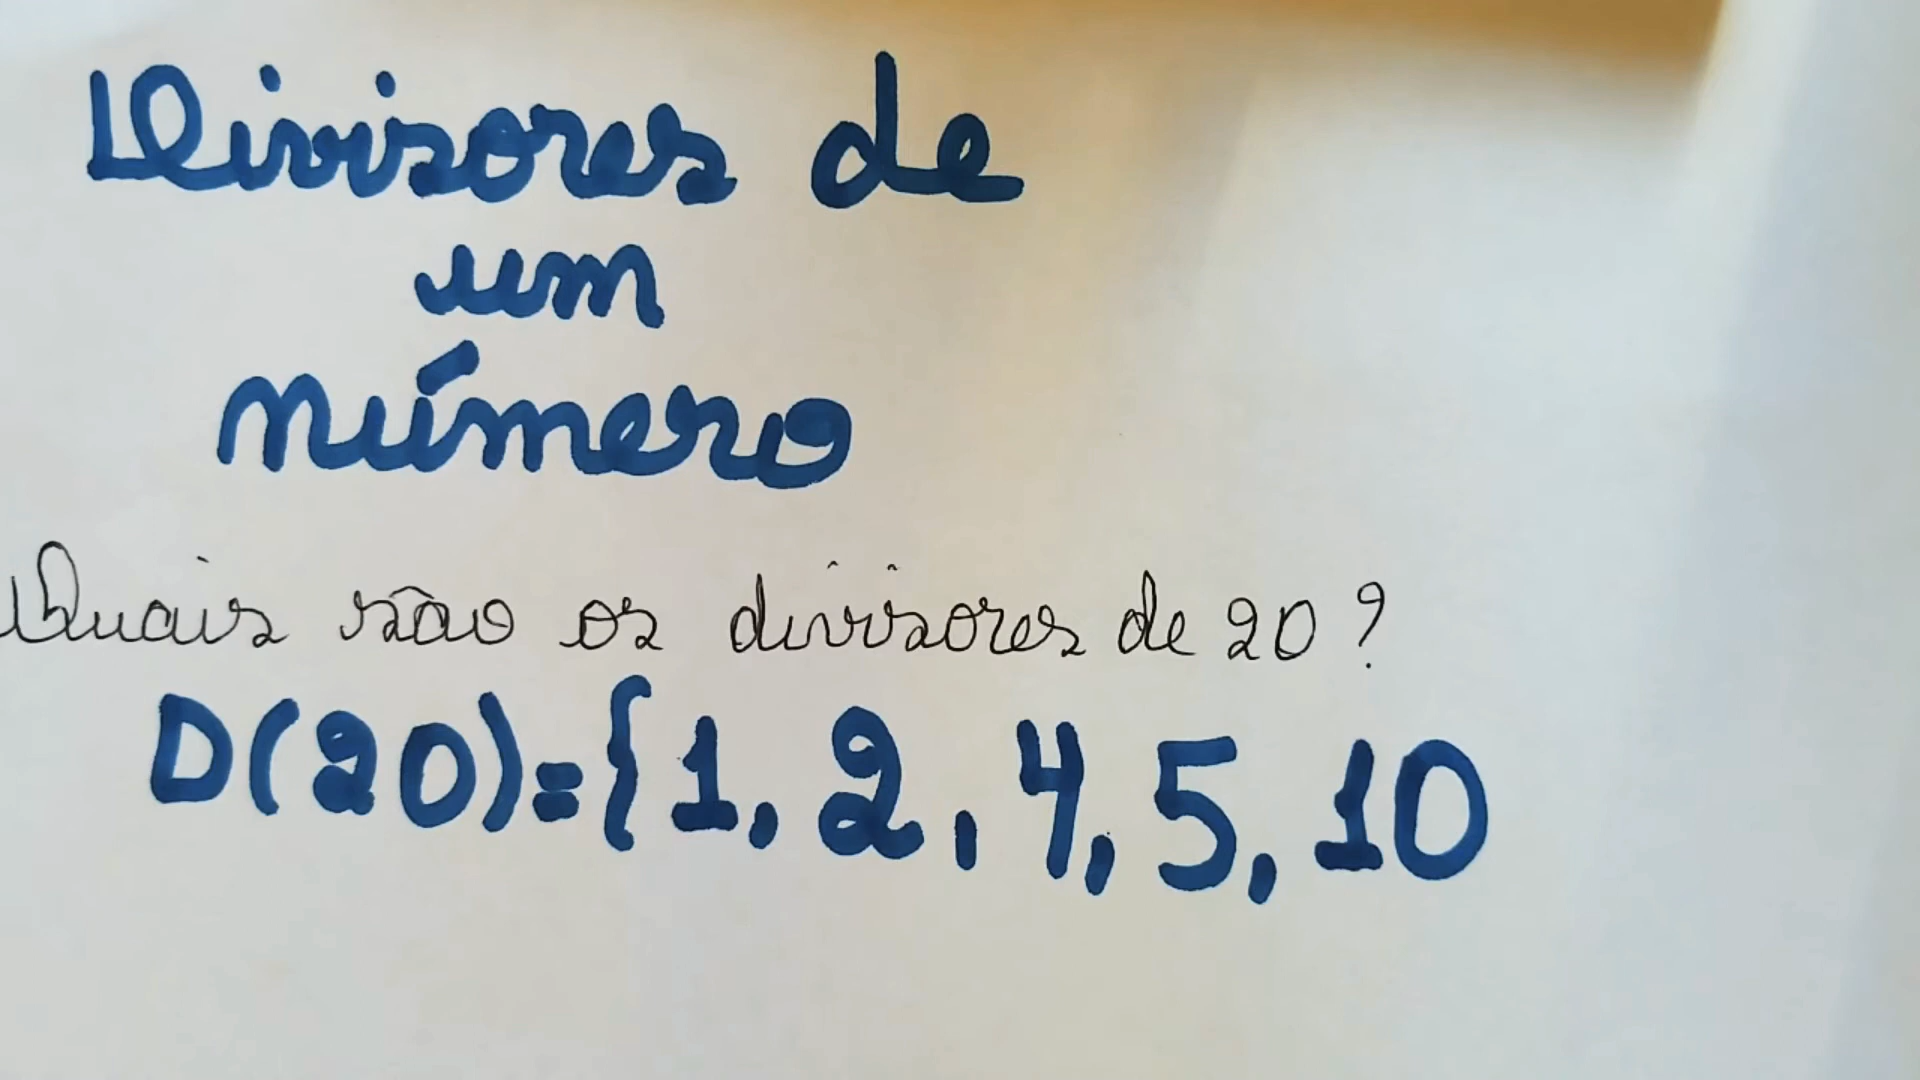 Divisores de
um
número
Quais são os divisores de 20?
D(20)={1, 2, 4, 5, 10